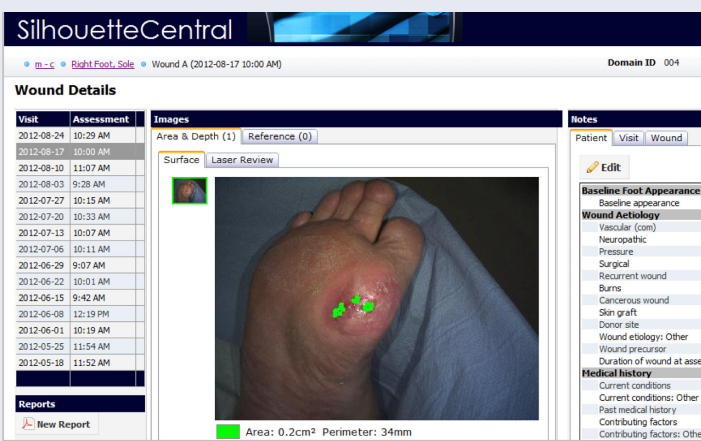 SilhouetteCentral
m - c Right Foot, Sole Wound A (2012-08-17 10:00 AM) Domain ID 004
Wound Details
Visit Assessment
2012-08-24 10:29 AM
2012-08-17 10:00 AM
2012-08-10 11:07 AM
2012-08-03 9:28 AM
2012-07-27 10:15 AM
2012-07-20 10:33 AM
2012-07-13 10:07 AM
2012-07-06 10:11 AM
2012-06-29 9:07 AM
2012-06-22 10:01 AM
2012-06-15 9:42 AM
2012-06-08 12:19 PM
2012-06-01 10:19 AM
2012-05-25 11:54 AM
2012-05-18 11:52 AM
Reports
New Report
Images
Area & Depth (1) Reference (0)
Surface Laser Review
Area: 0.2cm² Perimeter: 34mm
Notes
Patient Visit Wound
Edit
Baseline Foot Appearance
Baseline appearance
Wound Aetiology
Vascular (com)
Neuropathic
Pressure
Surgical
Recurrent wound
Burns
Cancerous wound
Skin graft
Donor site
Wound etiology: Other
Wound precursor
Duration of wound at asse
Medical history
Current conditions
Current conditions: Other
Past medical history
Contributing factors
Contributing factors: Othe